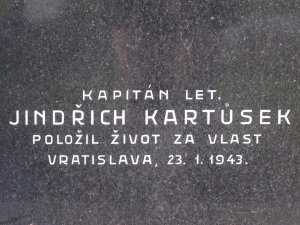 KAPITÁN LET.
JINDŘICH KARTŮSEK
POLOŽIL ŽIVOT ZA VLAST
VRATISLAVA, 23. 1. 1943.